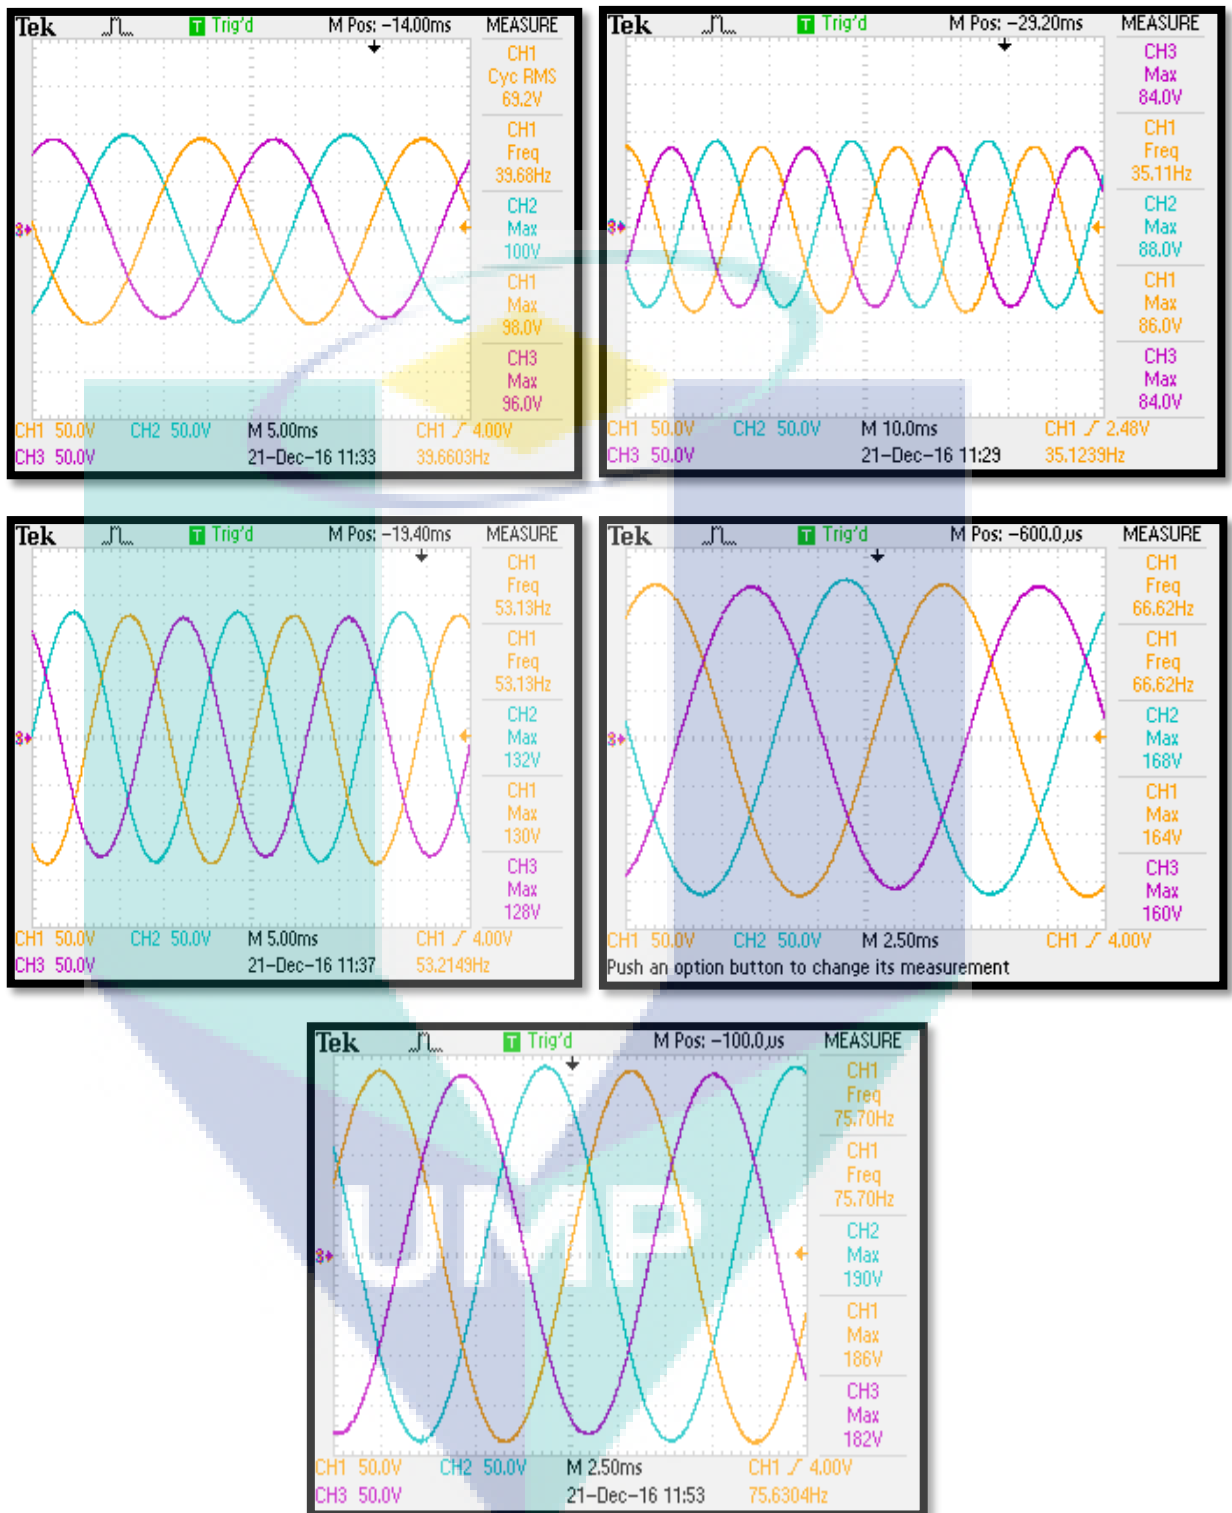 Tek Trig'd M Pos: -14.00ms MEASURE
CH1
Cyc RMS
69.2V
CH1
Freq
39.68Hz
CH2
Max
100V
CH1
Max
98.0V
CH3
Max
96.0V
CH1 50.0V CH2 50.0V M 5.00ms CH1 4.00V
CH3 50.0V 21-Dec-16 11:33 39.6603Hz
Tek Trig'd M Pos: -29.20ms MEASURE
CH3
Max
84.0V
CH1
Freq
35.11Hz
CH2
Max
88.0V
CH1
Max
86.0V
CH3
Max
84.0V
CH1 50.0V CH2 50.0V M 10.0ms CH1 2.48V
CH3 50.0V 21-Dec-16 11:29 35.1239Hz
Tek Trig'd M Pos: -19.40ms MEASURE
CH1
Freq
53.13Hz
CH1
Freq
53.13Hz
CH2
Max
132V
CH1
Max
130V
CH3
Max
128V
CH1 50.0V CH2 50.0V M 5.00ms CH1 4.00V
CH3 50.0V 21-Dec-16 11:37 53.2149Hz
Tek Trig'd M Pos: -600.0µs MEASURE
CH1
Freq
66.62Hz
CH1
Freq
66.62Hz
CH2
Max
168V
CH1
Max
164V
CH3
Max
160V
CH1 50.0V CH2 50.0V M 2.50ms CH1 4.00V
Push an option button to change its measurement
Tek Trig'd M Pos: -100.0µs MEASURE
CH1
Freq
75.70Hz
CH1
Freq
75.70Hz
CH2
Max
190V
CH1
Max
186V
CH3
Max
182V
CH1 50.0V CH2 50.0V M 2.50ms CH1 4.00V
CH3 50.0V 21-Dec-16 11:53 75.6304Hz
UMP